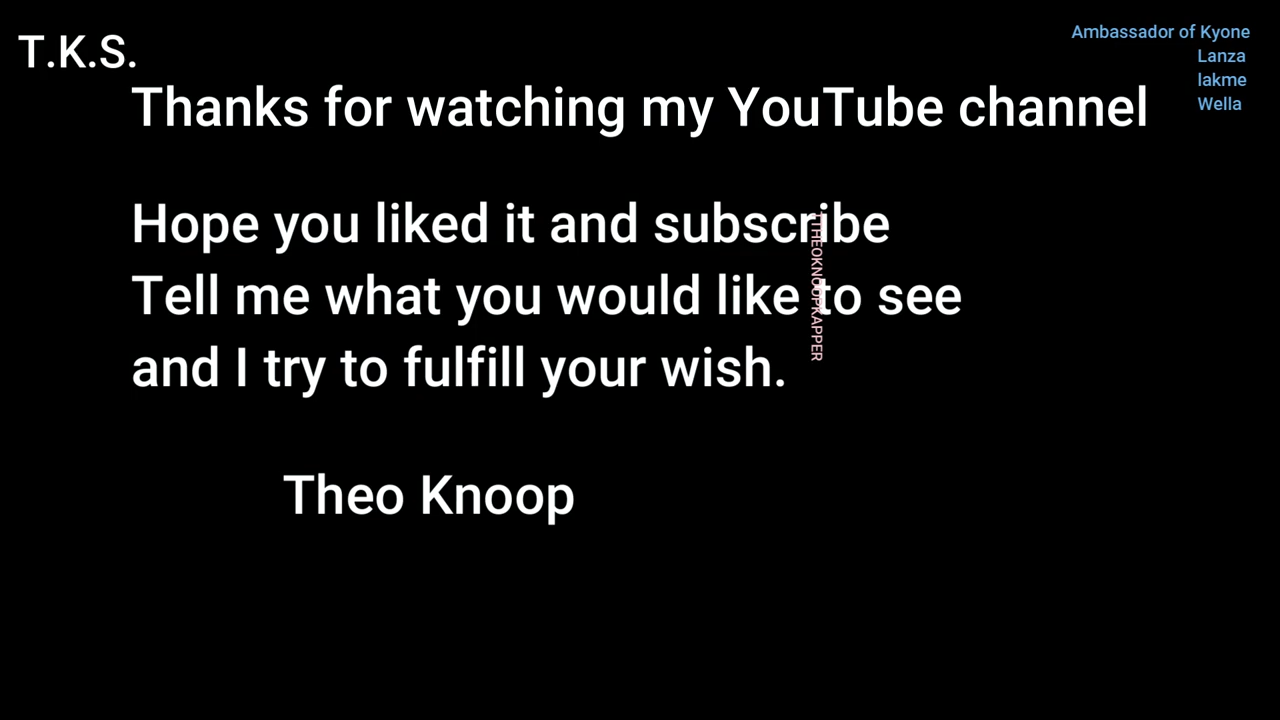 T.K.S.
Ambassador of Kyone
Lanza
lakme
Wella
Thanks for watching my YouTube channel
Hope you liked it and subscribe
Tell me what you would like to see
and I try to fulfill your wish.
Theo Knoop